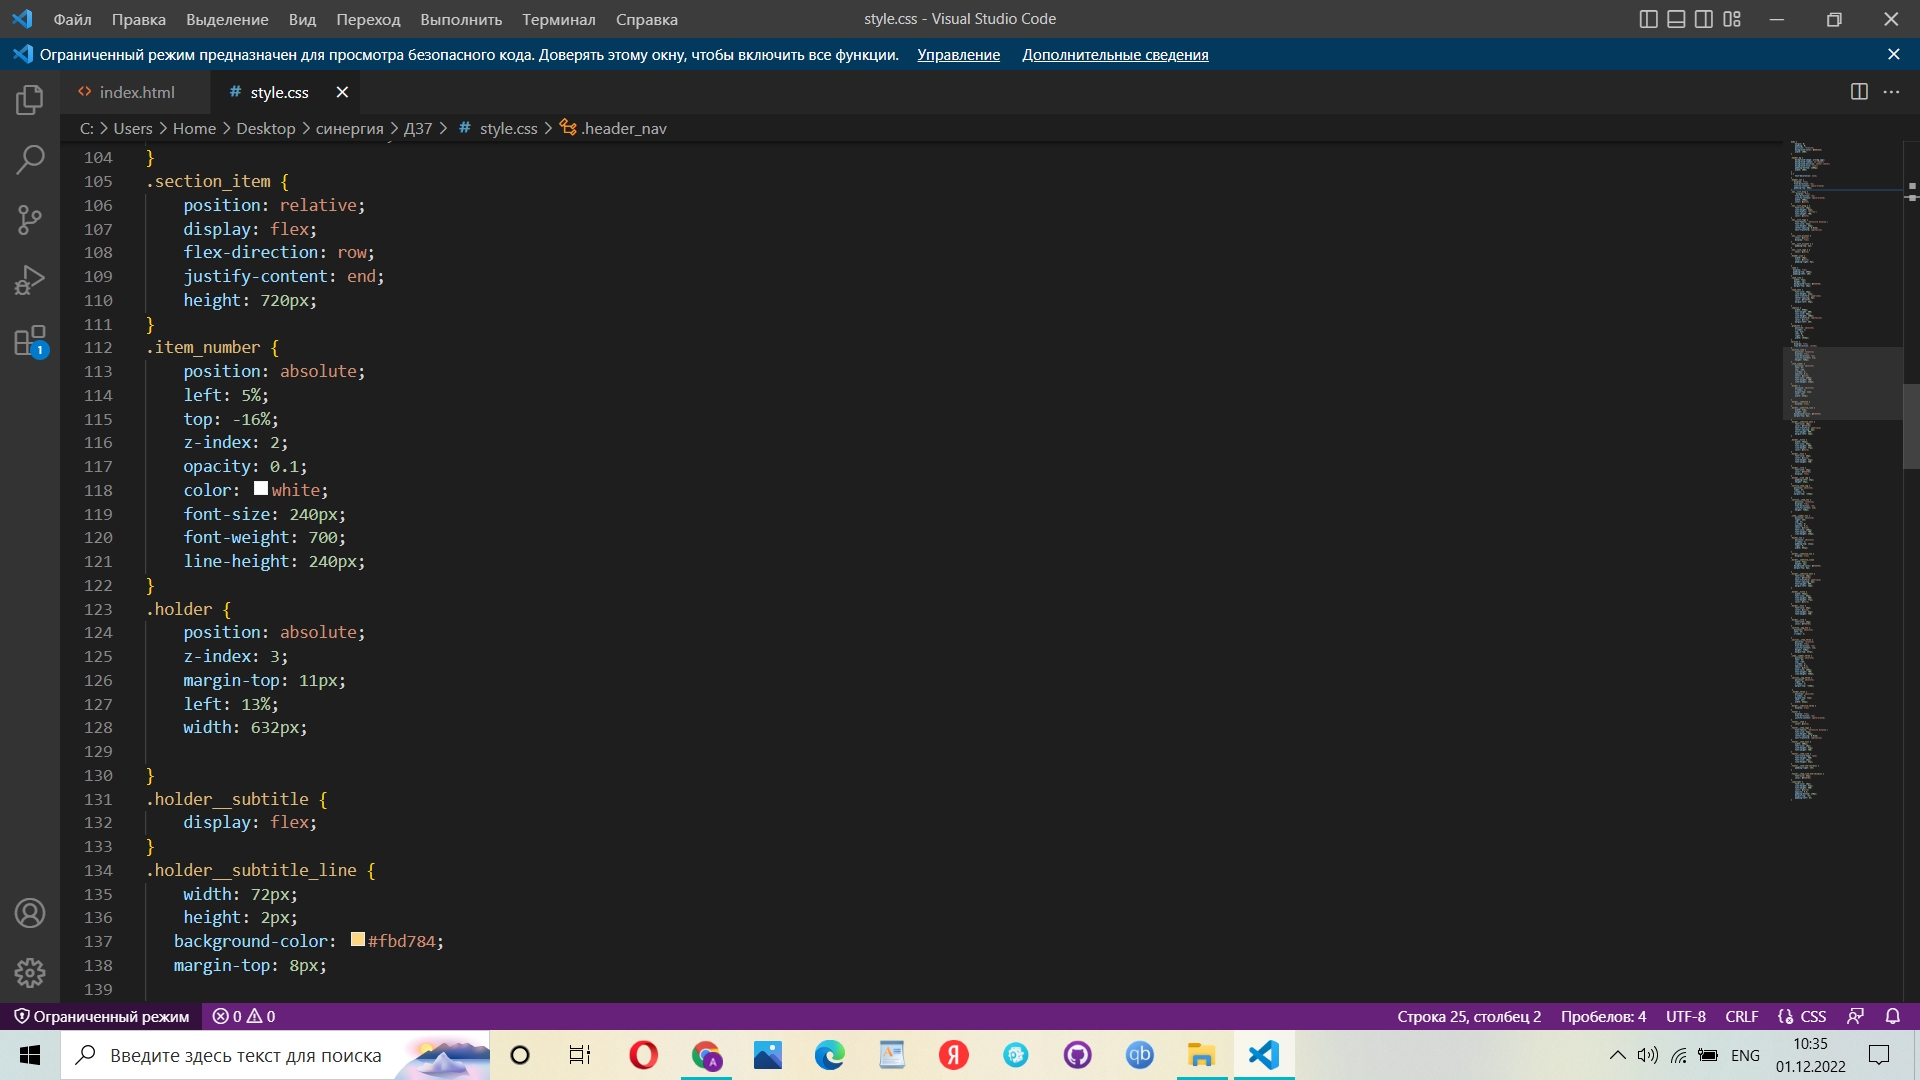 Файл Правка Выделение Вид Переход Выполнить Терминал Справка style.css - Visual Studio Code
Ограниченный режим предназначен для просмотра безопасного кода. Доверять этому окну, чтобы включить все функции. Управление Дополнительные сведения
<> index.html # style.css
C: > Users > Home > Desktop > синергия > ДЗ7 > # style.css > .header_nav
104 }
105 .section_item {
106 position: relative;
107 display: flex;
108 flex-direction: row;
109 justify-content: end;
110 height: 720px;
111 }
112 .item_number {
113 position: absolute;
114 left: 5%;
115 top: -16%;
116 z-index: 2;
117 opacity: 0.1;
118 color: white;
119 font-size: 240px;
120 font-weight: 700;
121 line-height: 240px;
122 }
123 .holder {
124 position: absolute;
125 z-index: 3;
126 margin-top: 11px;
127 left: 13%;
128 width: 632px;
129
130 }
131 .holder__subtitle {
132 display: flex;
133 }
134 .holder__subtitle_line {
135 width: 72px;
136 height: 2px;
137 background-color: #fbd784;
138 margin-top: 8px;
139
1
Ограниченный режим 0 0 Строка 25, столбец 2 Пробелов: 4 UTF-8 CRLF {} CSS
Введите здесь текст для поиска A Я qb ENG 10:35
01.12.2022